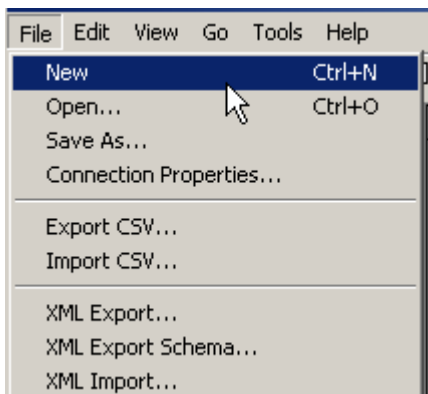 File Edit View Go Tools Help
New Ctrl+N
Open... Ctrl+O
Save As...
Connection Properties...
Export CSV...
Import CSV...
XML Export...
XML Export Schema...
XML Import...